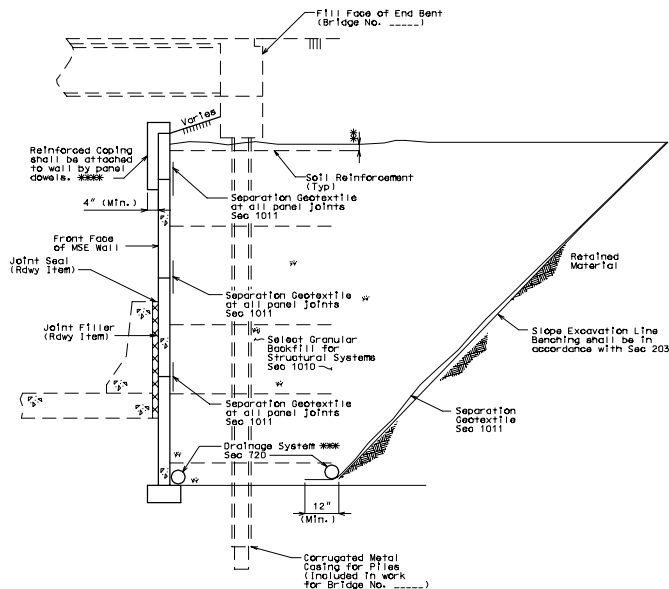 Fill Face of End Bent
(Bridge No. _____)
Varies
**
Reinforced Coping
shall be attached
to wall by panel
dowels. ****
Soil Reinforcement
(Typ)
4" (Min.)
Separation Geotextile
at all panel joints
Sec 1011
Front Face
of MSE Wall
Joint Seal
(Rdwy Item)
Retained
Material
Separation Geotextile
at all panel joints
Sec 1011
Joint Filler
(Rdwy Item)
Slope Excavation Line
Benching shall be in
accordance with Sec 203
Select Granular
Backfill for
Structural Systems
Sec 1010
Separation Geotextile
at all panel joints
Sec 1011
Separation
Geotextile
Sec 1011
Drainage System ***
Sec 720
12"
(Min.)
Corrugated Metal
Casing for Piles
(Included in work
for Bridge No. _____)